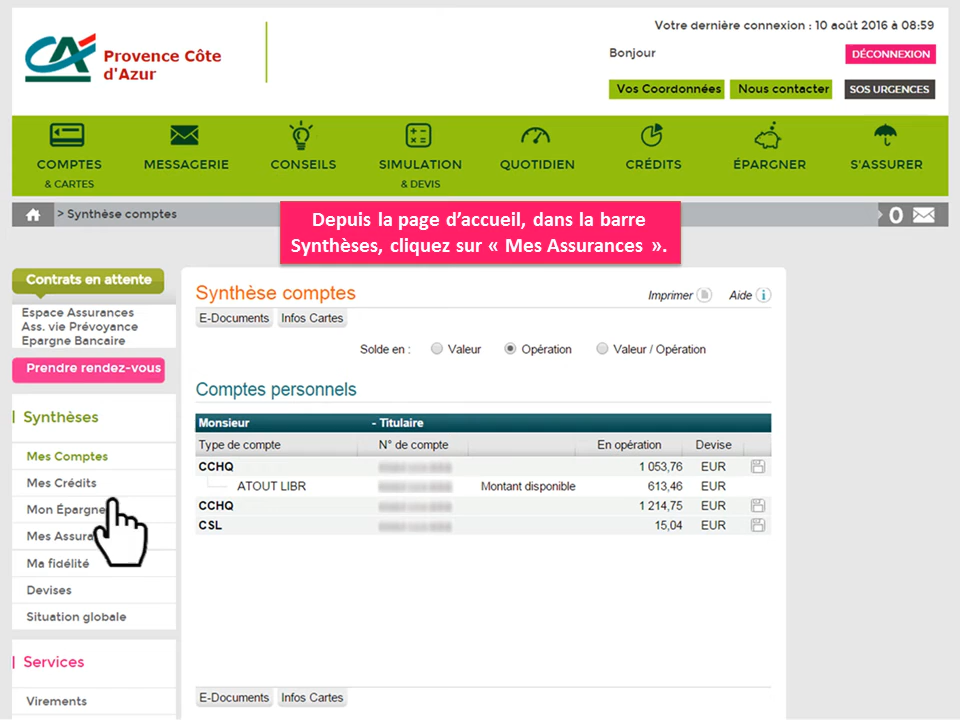 Votre dernière connexion : 10 août 2016 à 08:59
Provence Côte
d'Azur
Bonjour
DÉCONNEXION
Vos Coordonnées
Nous contacter
SOS URGENCES
COMPTES
& CARTES
MESSAGERIE
CONSEILS
SIMULATION
& DEVIS
QUOTIDIEN
CRÉDITS
ÉPARGNER
S'ASSURER
> Synthèse comptes
0
Depuis la page d’accueil, dans la barre
Synthèses, cliquez sur « Mes Assurances ».
Contrats en attente
Espace Assurances
Ass. vie Prévoyance
Epargne Bancaire
Prendre rendez-vous
Synthèses
Mes Comptes
Mes Crédits
Mon Épargne
Mes Assura
Ma fidélité
Devises
Situation globale
Services
Virements
Synthèse comptes
Imprimer
Aide
E-Documents Infos Cartes
Solde en : Valeur Opération Valeur / Opération
Comptes personnels
Monsieur - Titulaire
Type de compte N° de compte En opération Devise
CCHQ 1 053,76 EUR
ATOUT LIBR Montant disponible 613,46 EUR
CCHQ 1 214,75 EUR
CSL 15,04 EUR
E-Documents Infos Cartes